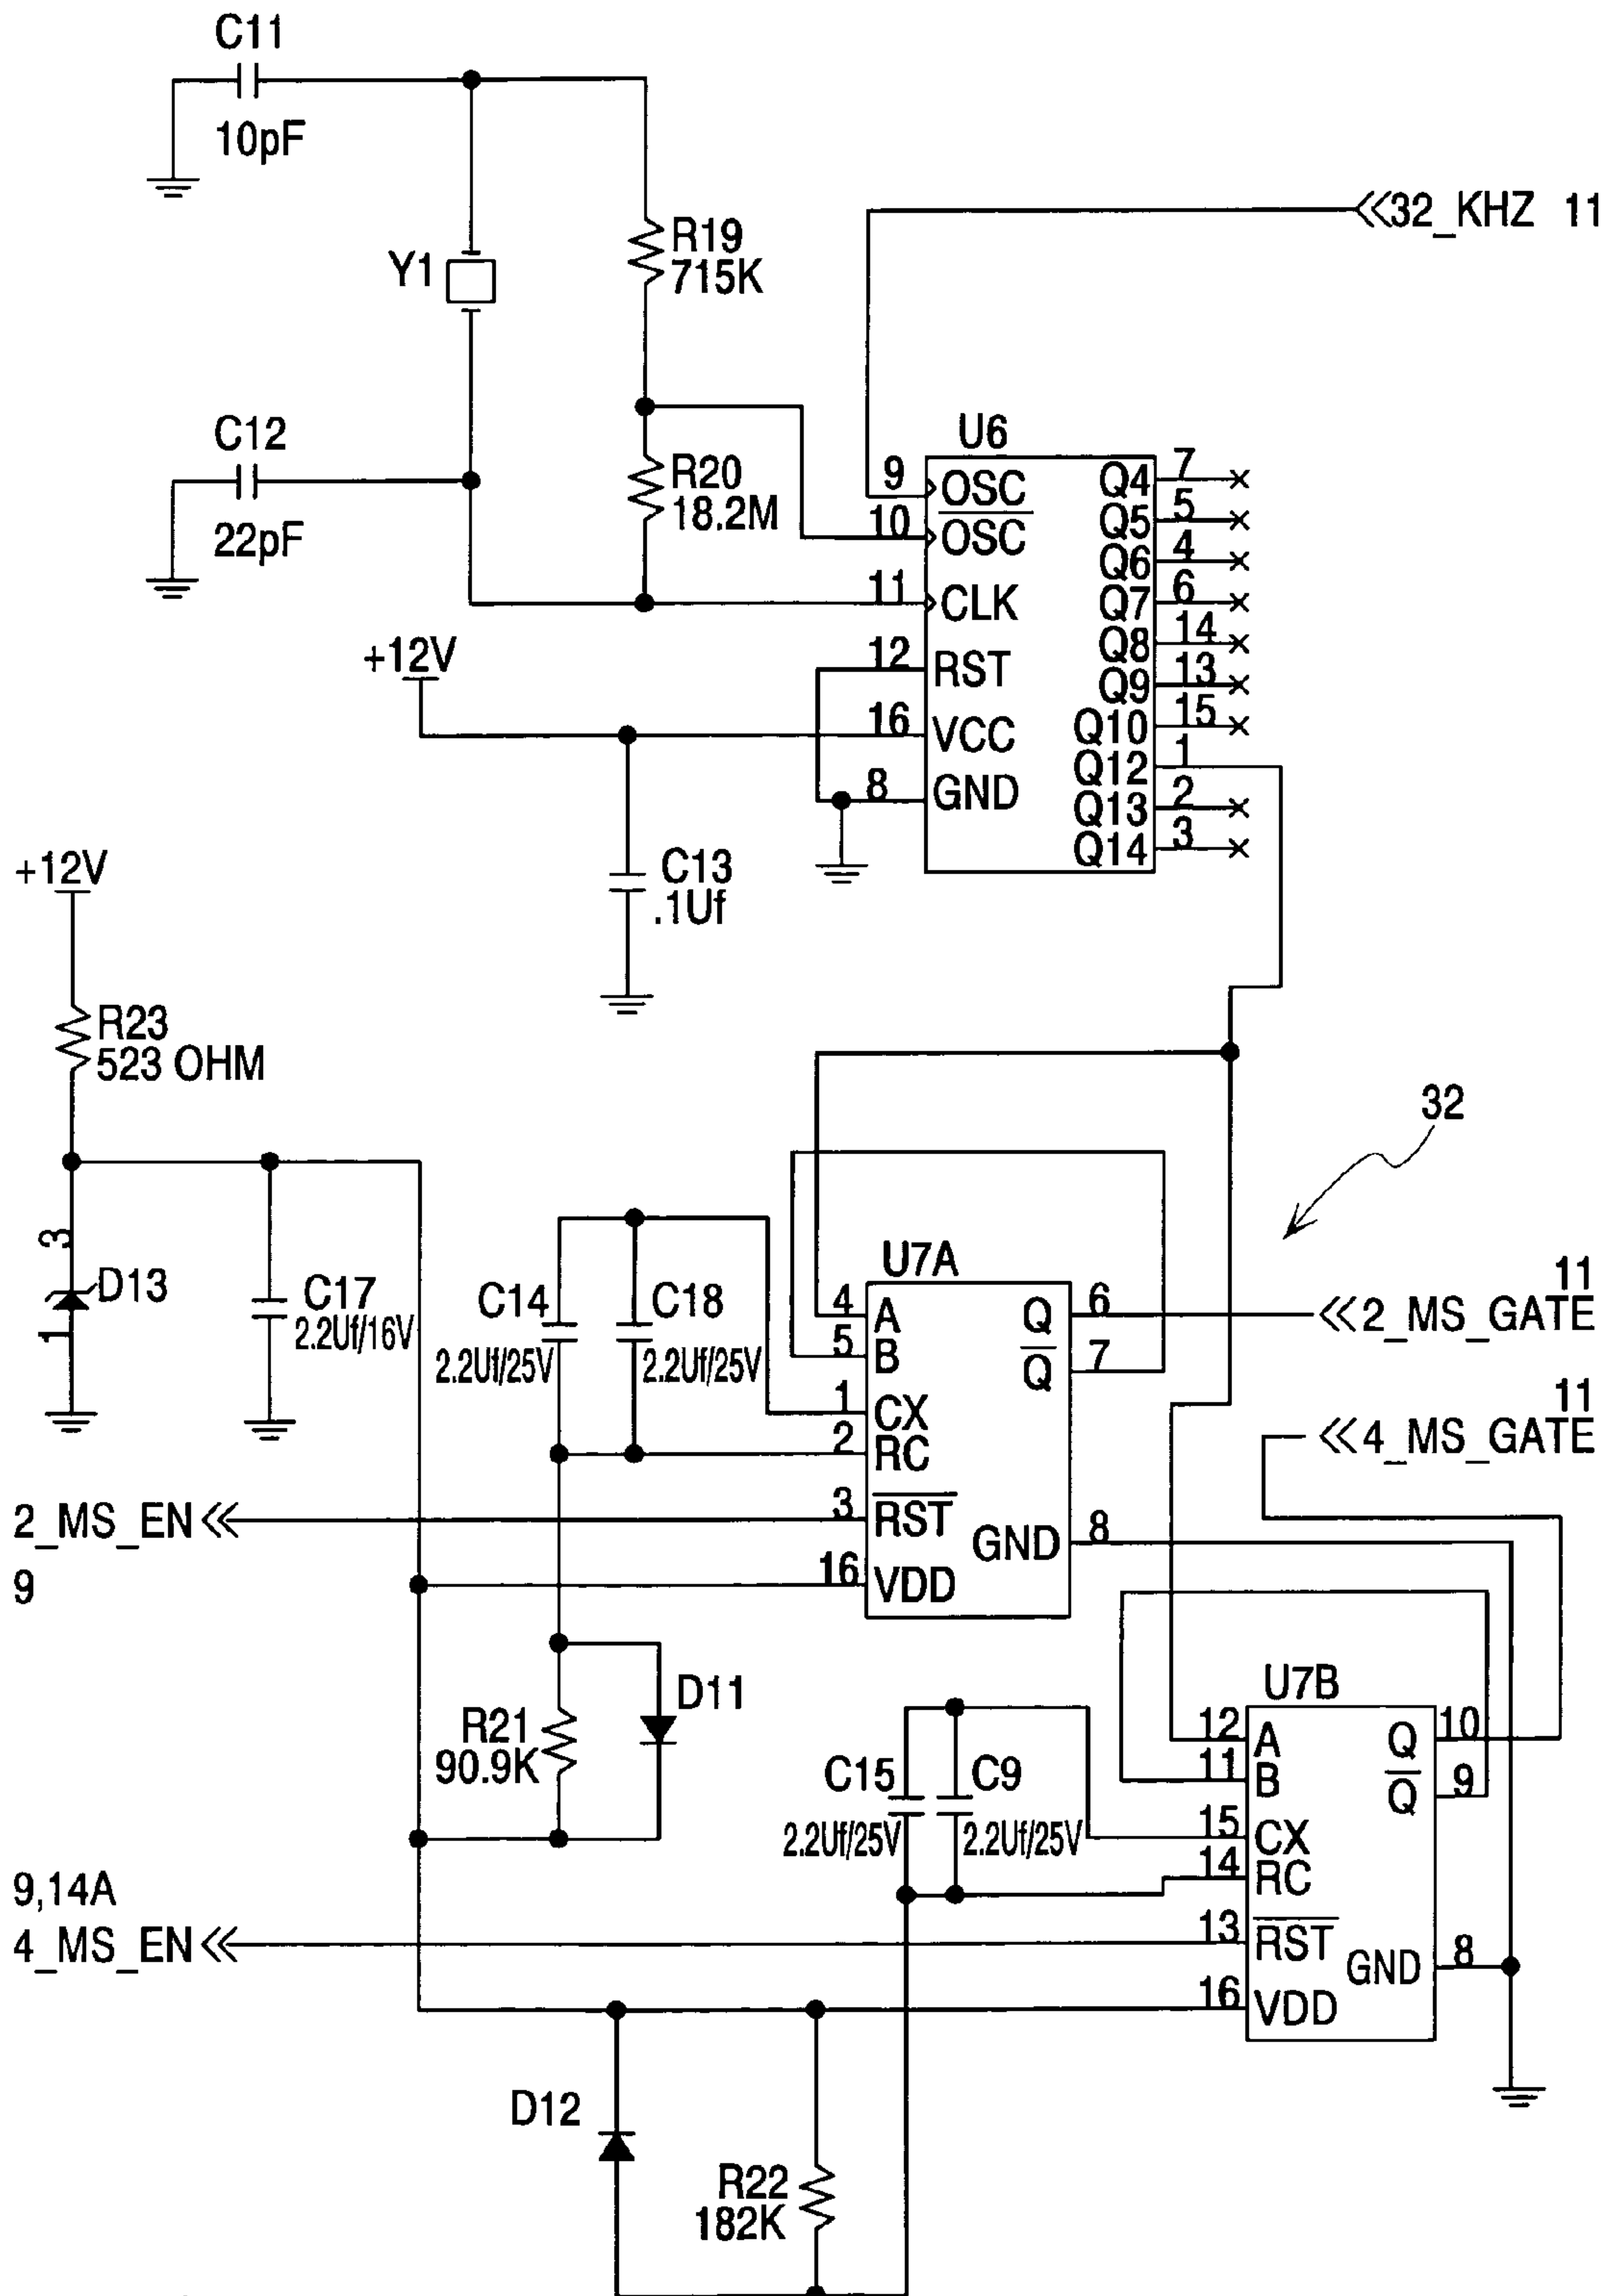 C11
10pF
32_KHZ 11
R19
715K
Y1
C12
22pF
R20
18.2M
U6
9 OSC
10 OSC
11 CLK
12 RST
16 VCC
8 GND
Q4 7
Q5 5
Q6 4
Q7 6
Q8 14
Q9 13
Q10 15
Q12 1
Q13 2
Q14 3
+12V
C13
.1Uf
+12V
R23
523 OHM
32
3
D13
1
C17
2.2Uf/16V
C14
2.2Uf/25V
C18
2.2Uf/25V
U7A
4 A
5 B
1 CX
2 RC
3 RST
16 VDD
Q 6
Q 7
GND 8
11
2_MS_GATE
11
4_MS_GATE
2_MS_EN
9
R21
90.9K
D11
U7B
12 A
11 B
15 CX
14 RC
13 RST
16 VDD
Q 10
Q 9
GND 8
C15
2.2Uf/25V
C9
2.2Uf/25V
9,14A
4_MS_EN
D12
R22
182K